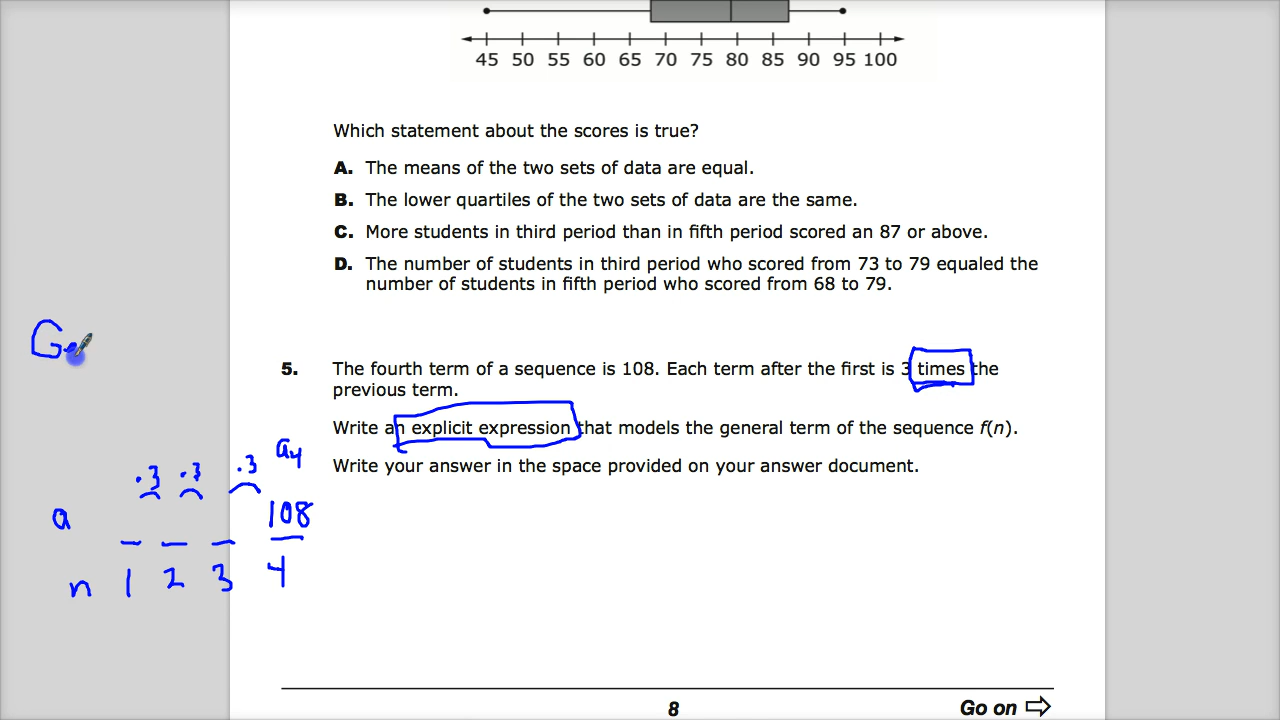 45 50 55 60 65 70 75 80 85 90 95 100
Which statement about the scores is true?
A. The means of the two sets of data are equal.
B. The lower quartiles of the two sets of data are the same.
C. More students in third period than in fifth period scored an 87 or above.
D. The number of students in third period who scored from 73 to 79 equaled the
number of students in fifth period who scored from 68 to 79.
Ge
5. The fourth term of a sequence is 108. Each term after the first is 3 times the
previous term.
Write an explicit expression that models the general term of the sequence f(n).
Write your answer in the space provided on your answer document.
·3 ·3 ·3 a4
a 108
n 1 2 3 4
8
Go on